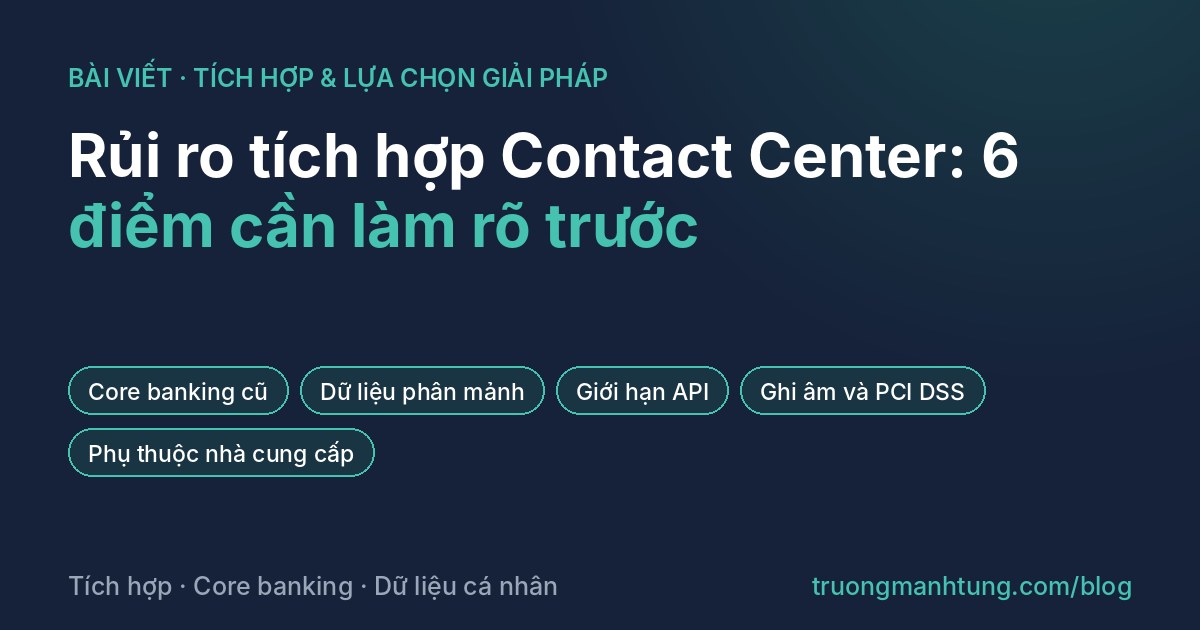 BÀI VIẾT · TÍCH HỢP & LỰA CHỌN GIẢI PHÁP
Rủi ro tích hợp Contact Center: 6
điểm cần làm rõ trước
Core banking cũ
Dữ liệu phân mảnh
Giới hạn API
Ghi âm và PCI DSS
Phụ thuộc nhà cung cấp
Tích hợp · Core banking · Dữ liệu cá nhân
truongmanhtung.com/blog